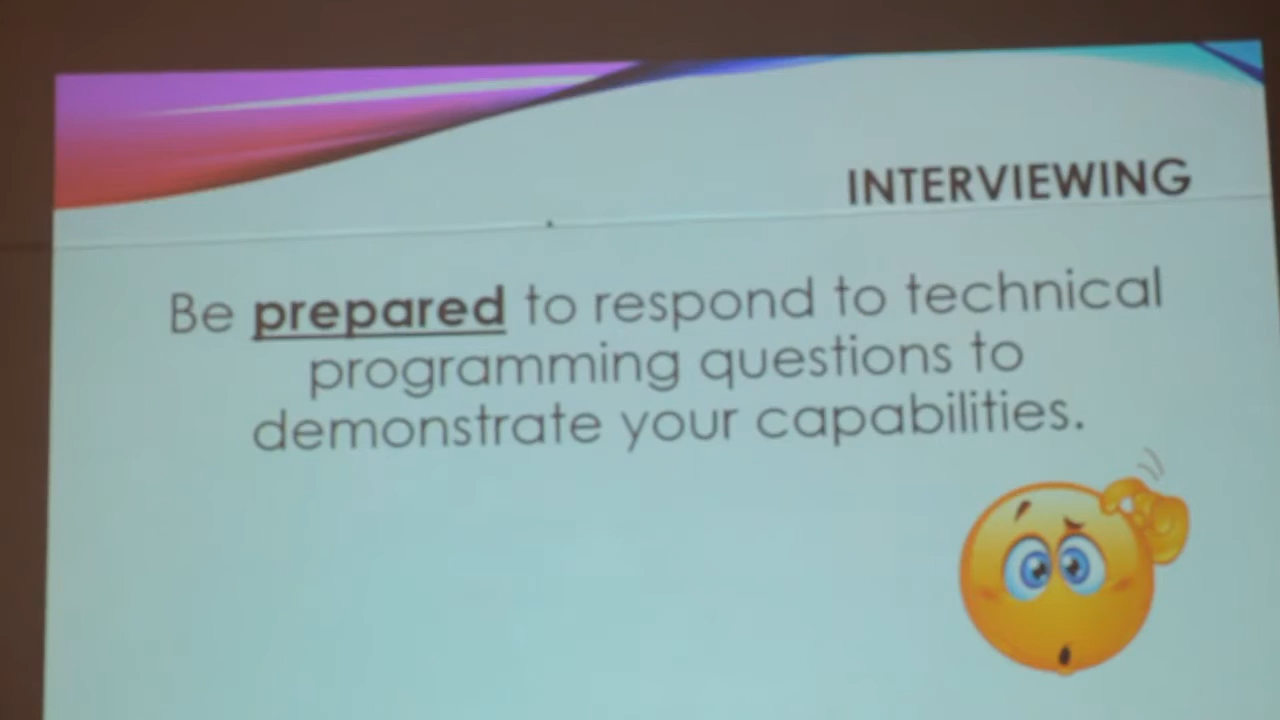 INTERVIEWING
Be prepared to respond to technical
programming questions to
demonstrate your capabilities.